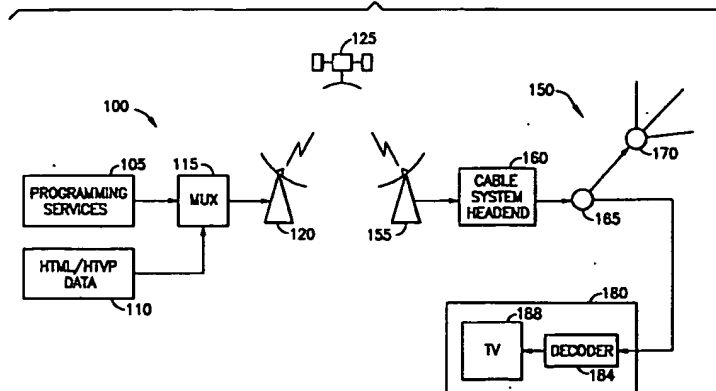 125
100
150
105
115
160
170
PROGRAMMING
SERVICES
MUX
CABLE
SYSTEM
HEADEND
120
155
165
HTML/HTVP
DATA
110
180
188
TV
DECODER
184